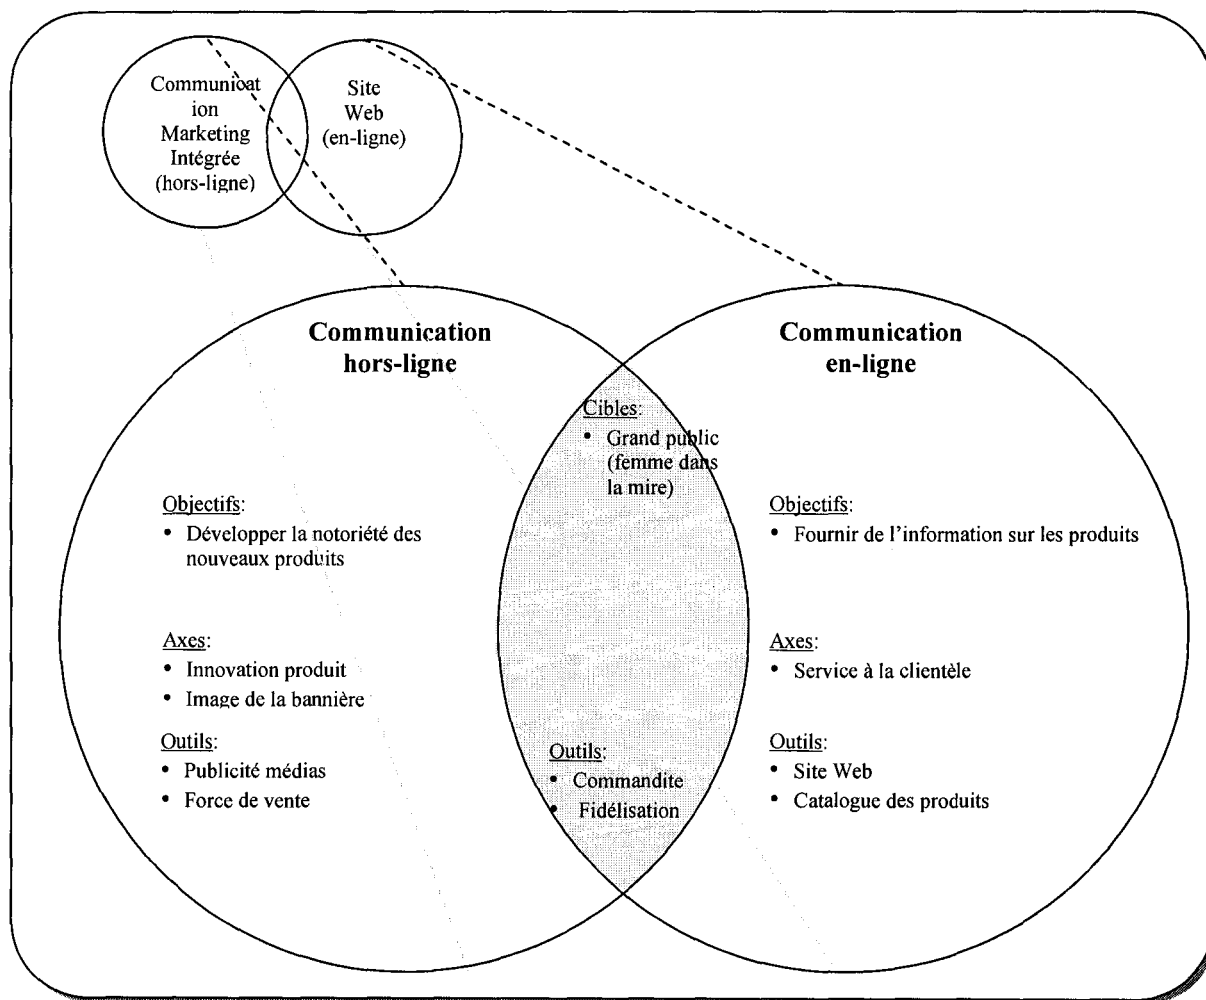 Communicat
ion
Marketing
Intégrée
(hors-ligne)
Site
Web
(en-ligne)
Communication
hors-ligne
Objectifs:
• Développer la notoriété des
nouveaux produits
Axes:
• Innovation produit
• Image de la bannière
Outils:
• Publicité médias
• Force de vente
Cibles:
• Grand public
(femme dans
la mire)
Outils:
• Commandite
• Fidélisation
Communication
en-ligne
Objectifs:
• Fournir de l'information sur les produits
Axes:
• Service à la clientèle
Outils:
• Site Web
• Catalogue des produits